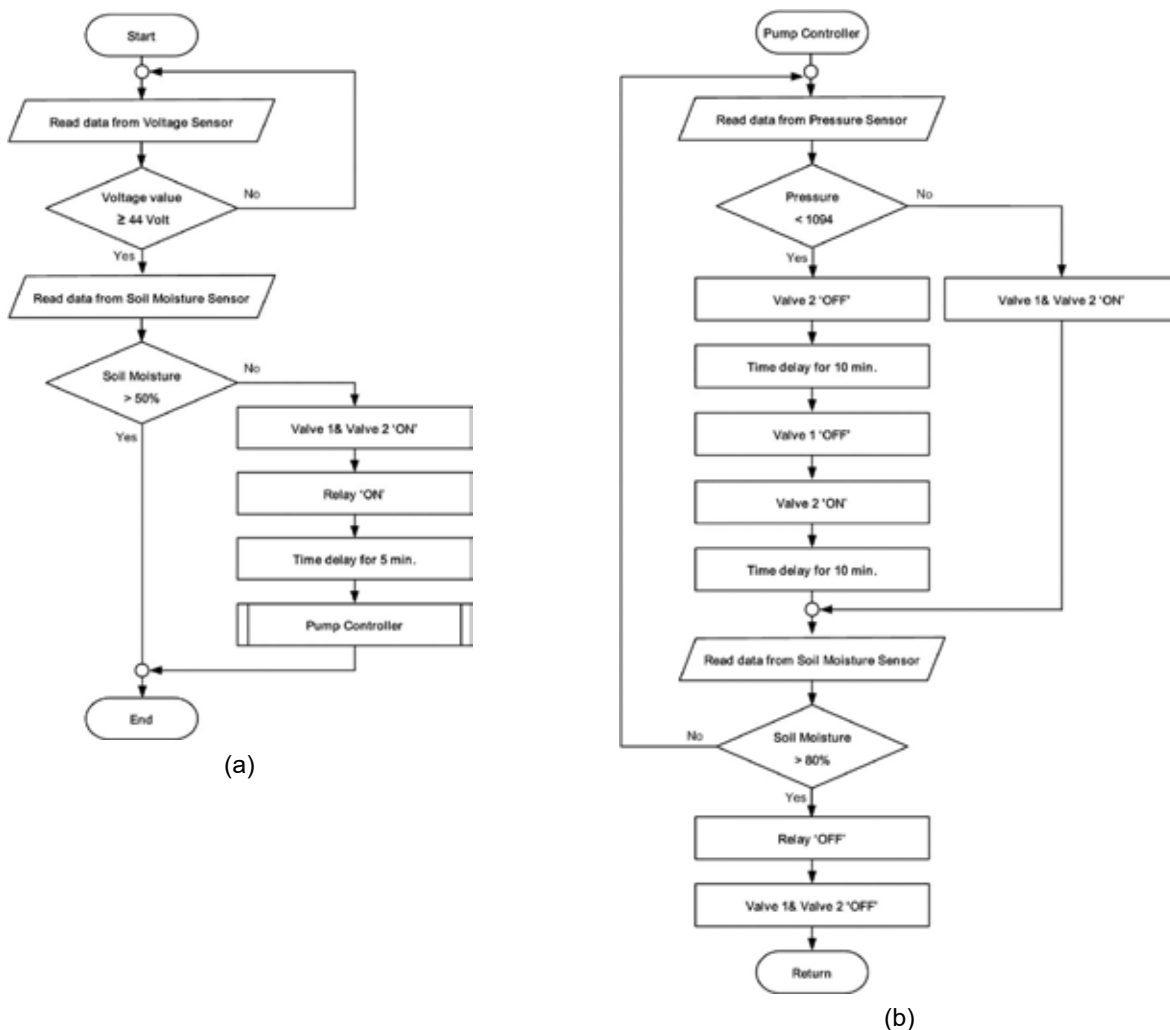 Start
Read data from Voltage Sensor
Voltage value
≥ 44 Volt
No
Yes
Read data from Soil Moisture Sensor
Soil Moisture
> 50%
No
Yes
Valve 1& Valve 2 'ON'
Relay 'ON'
Time delay for 5 min.
Pump Controller
End
(a)
Pump Controller
Read data from Pressure Sensor
Pressure
< 1094
No
Yes
Valve 2 'OFF'
Valve 1& Valve 2 'ON'
Time delay for 10 min.
Valve 1 'OFF'
Valve 2 'ON'
Time delay for 10 min.
Read data from Soil Moisture Sensor
Soil Moisture
> 80%
No
Yes
Relay 'OFF'
Valve 1& Valve 2 'OFF'
Return
(b)